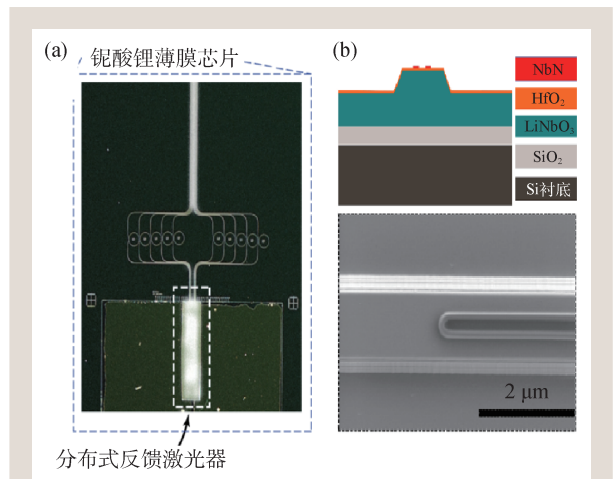 (a)
铌酸锂薄膜芯片
分布式反馈激光器
(b)
NbN
HfO₂
LiNbO₃
SiO₂
Si衬底
2 μm